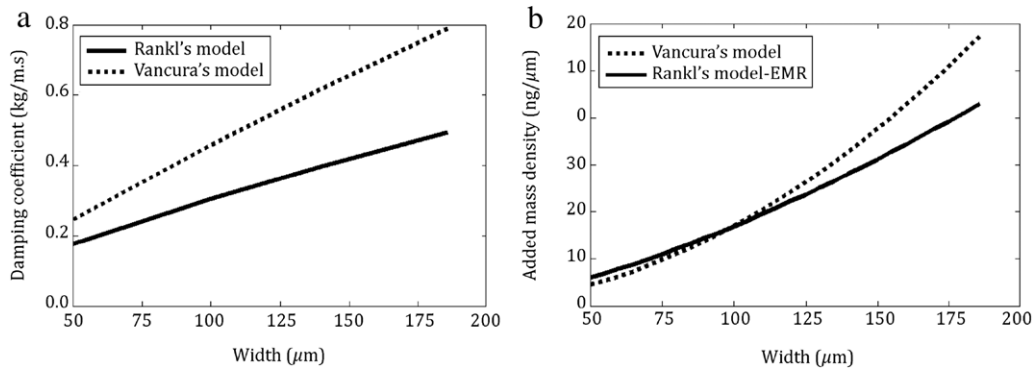 a
Rankl's model
Vancura's model
Damping coefficient (kg/m.s)
0.8
0.6
0.4
0.2
0.0
50
75
100
125
150
175
200
Width (μm)
b
Vancura's model
Rankl's model-EMR
Added mass density (ng/μm)
20
10
0
30
20
10
0
50
75
100
125
150
175
200
Width (μm)